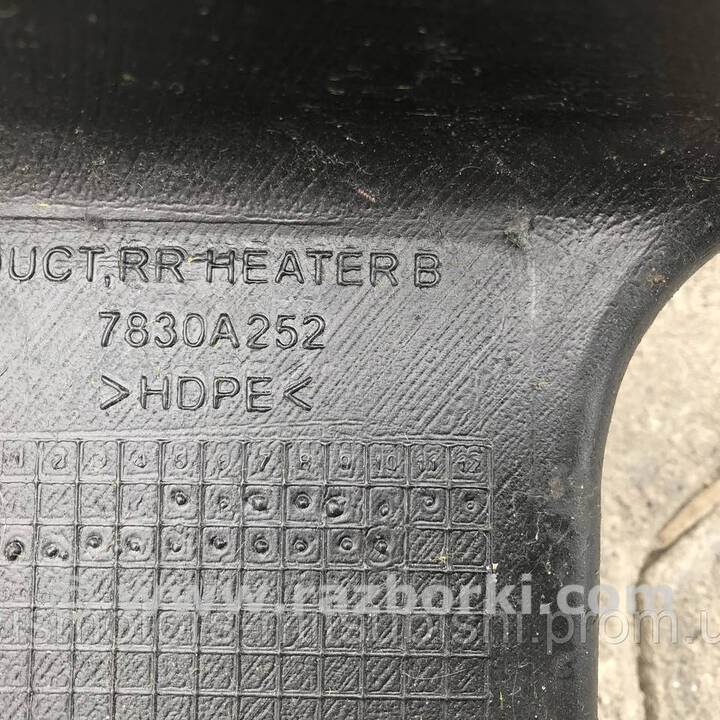 DUCT, RR HEATER B
7830A252
>HDPE<
1 2 3 4 5 6 7 8 9 10 11 12
www.razborki.com